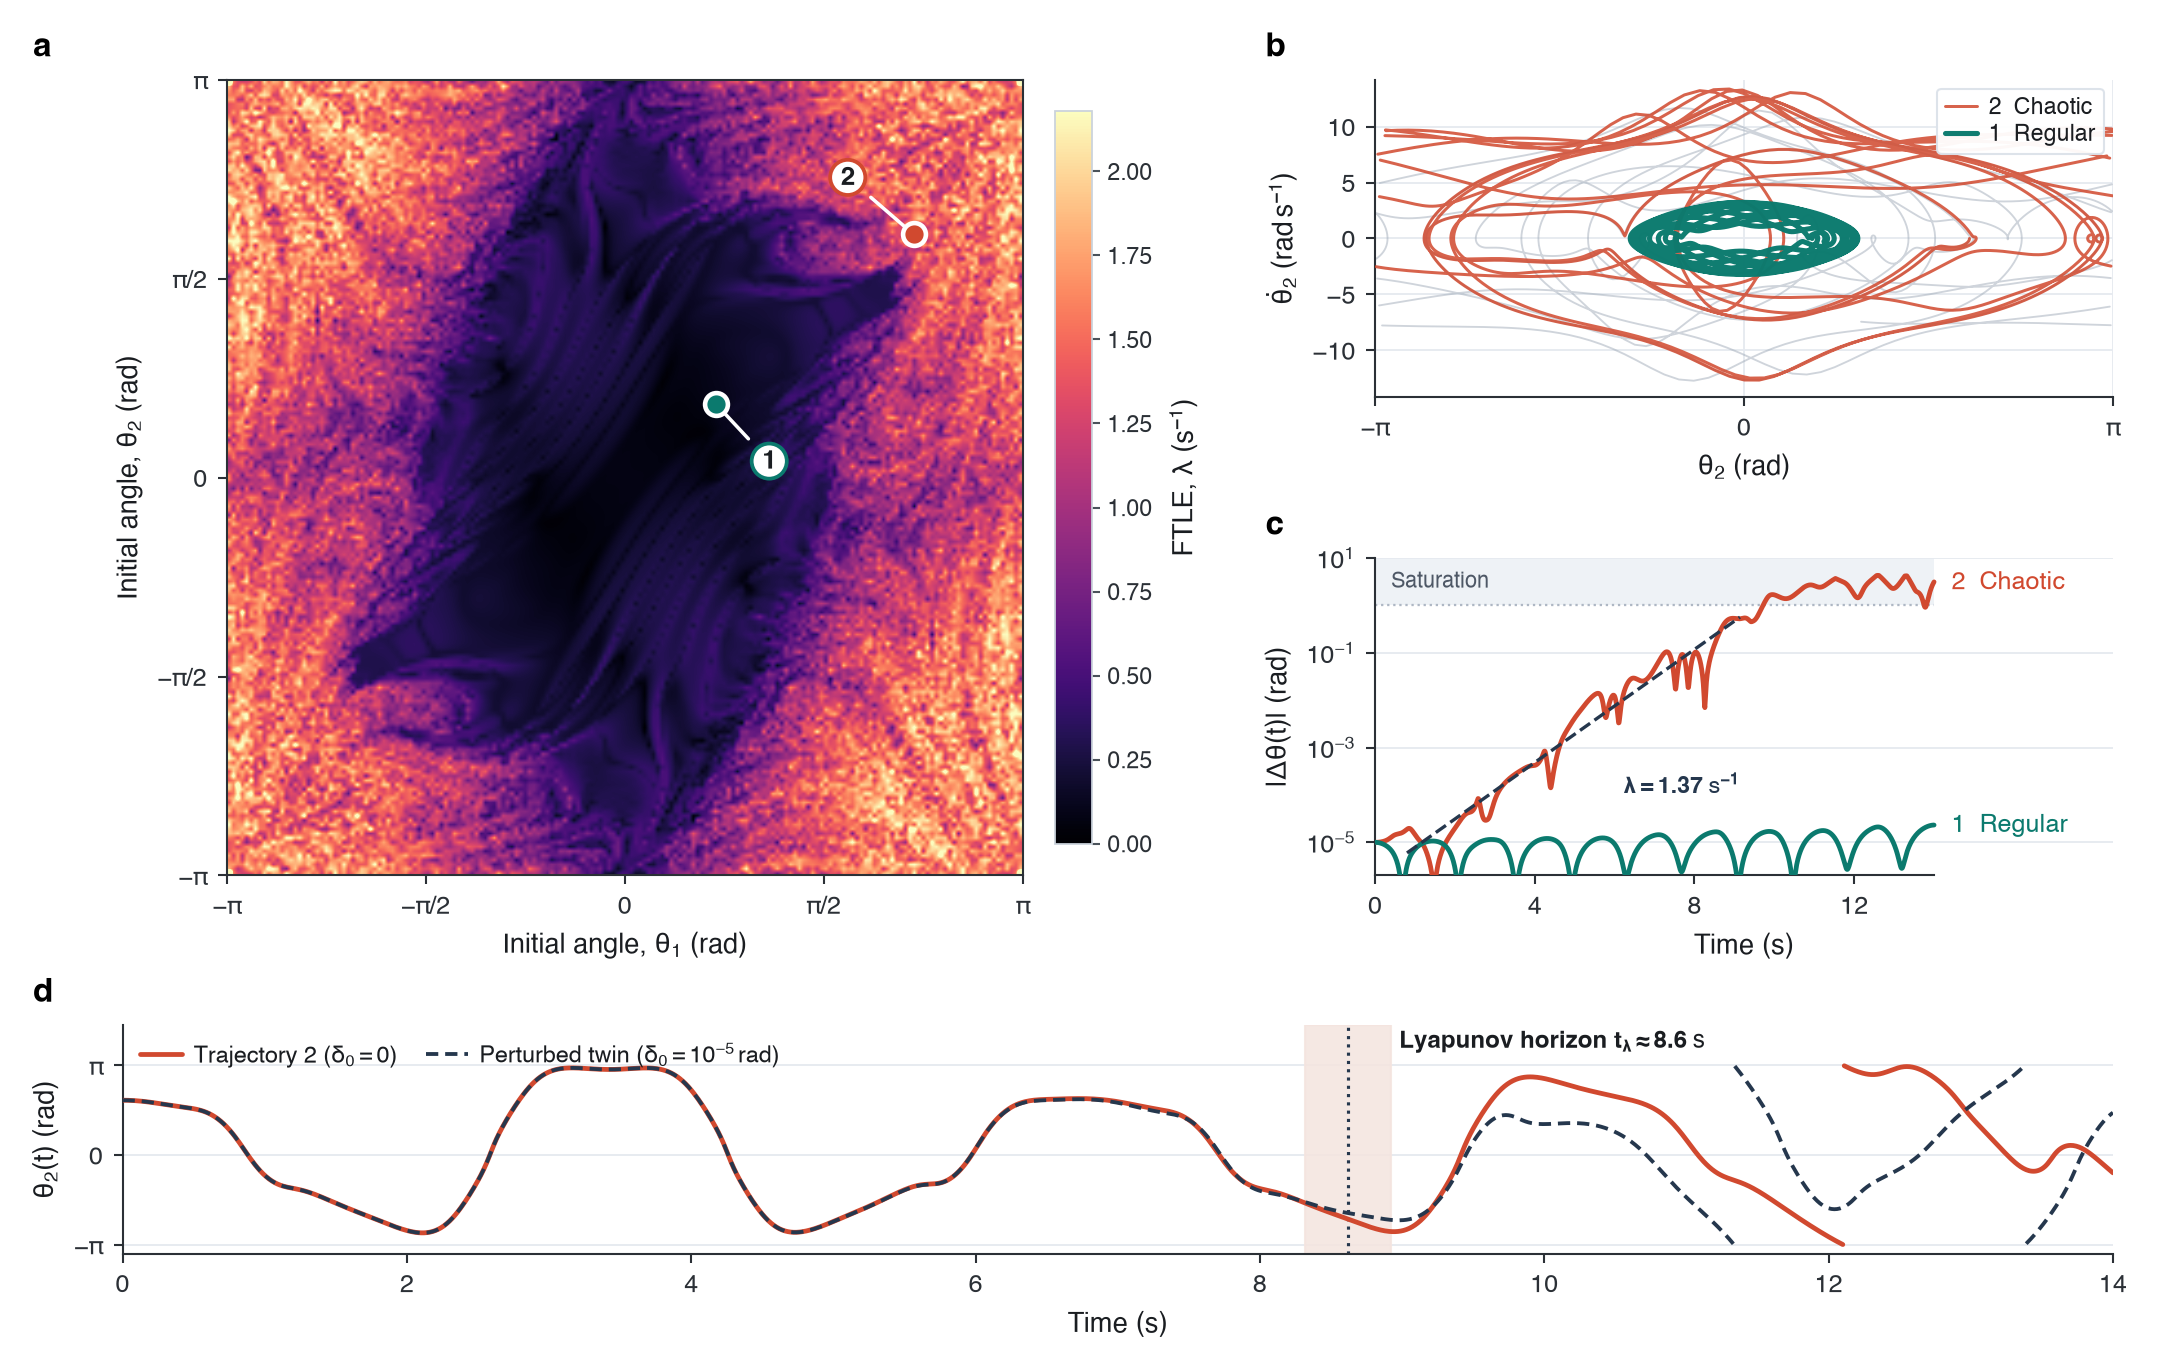 a
π
π/2
0
−π/2
−π
−π
−π/2
0
π/2
π
Initial angle, θ₂ (rad)
Initial angle, θ₁ (rad)
2
1
2.00
1.75
1.50
1.25
1.00
0.75
0.50
0.25
0.00
FTLE, λ (s⁻¹)
b
2 Chaotic
1 Regular
10
5
0
−5
−10
−π
0
π
θ̇₂ (rad s⁻¹)
θ₂ (rad)
c
Saturation
2 Chaotic
λ = 1.37 s⁻¹
1 Regular
10¹
10⁻¹
10⁻³
10⁻⁵
0
4
8
12
|Δθ(t)| (rad)
Time (s)
d
Trajectory 2 (δ₀ = 0)
Perturbed twin (δ₀ = 10⁻⁵ rad)
Lyapunov horizon t_λ ≈ 8.6 s
π
0
−π
0
2
4
6
8
10
12
14
θ₂(t) (rad)
Time (s)